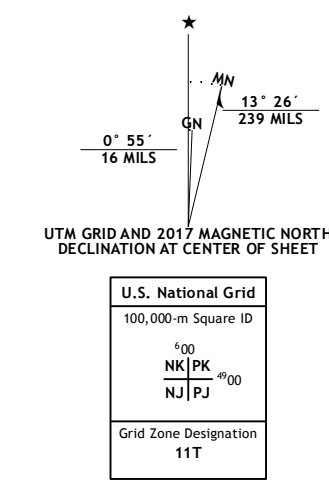 ★
MN
GN
13° 26´
239 MILS
0° 55´
16 MILS
UTM GRID AND 2017 MAGNETIC NORTH
DECLINATION AT CENTER OF SHEET
U.S. National Grid
100,000-m Square ID
⁶00
NK PK
⁴⁹00
NJ PJ
Grid Zone Designation
11T